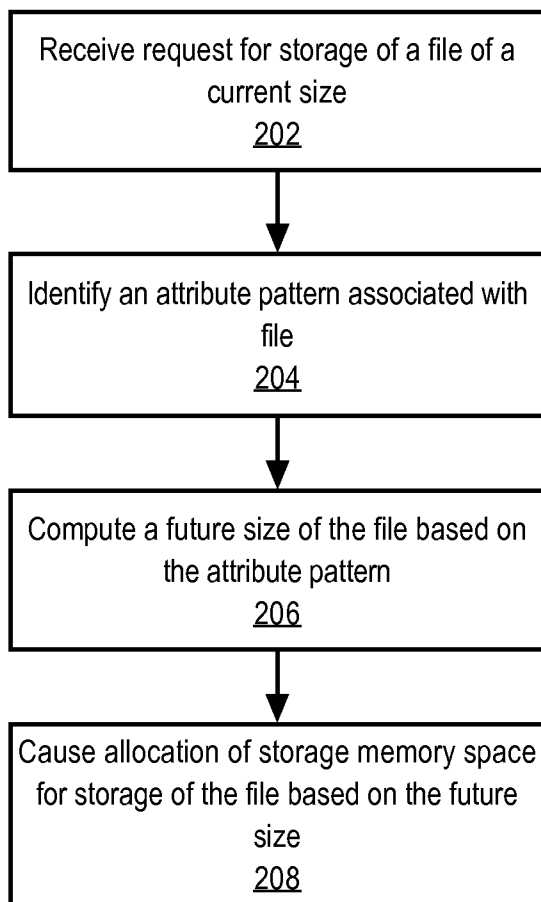 Receive request for storage of a file of a
current size
202
Identify an attribute pattern associated with
file
204
Compute a future size of the file based on
the attribute pattern
206
Cause allocation of storage memory space
for storage of the file based on the future
size
208